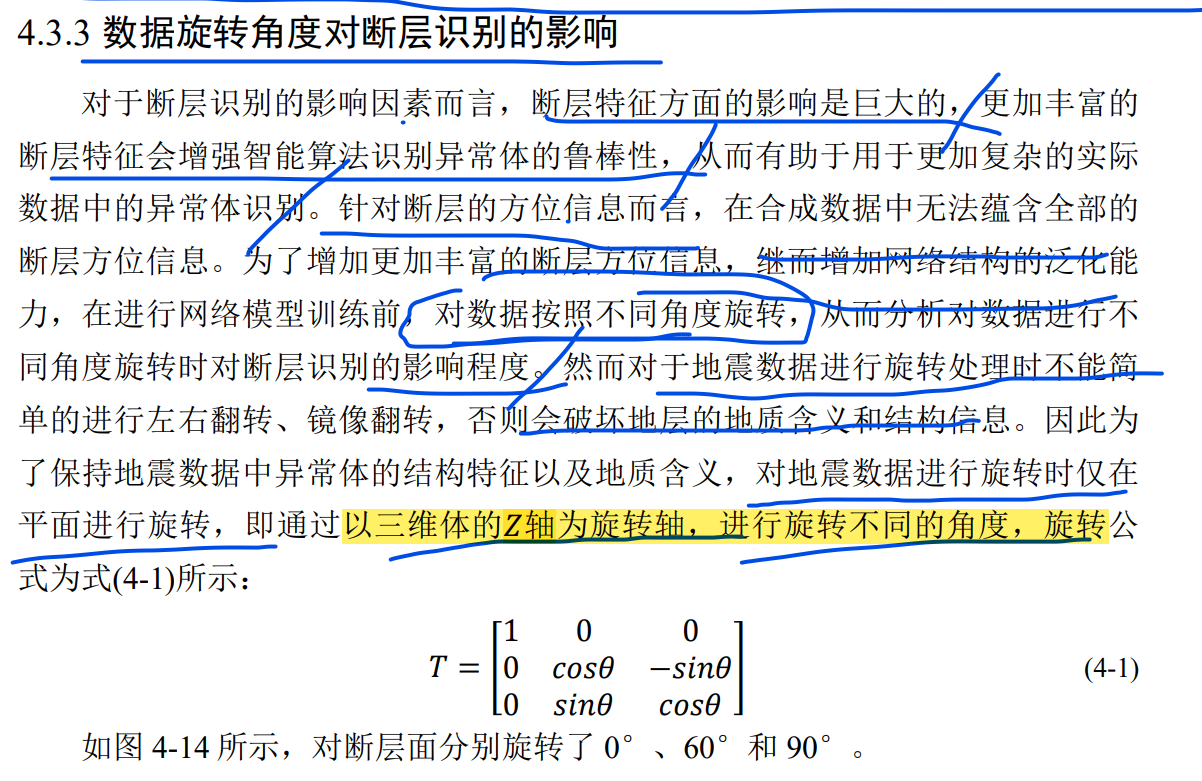 4.3.3 数据旋转角度对断层识别的影响
对于断层识别的影响因素而言，断层特征方面的影响是巨大的，更加丰富的
断层特征会增强智能算法识别异常体的鲁棒性，从而有助于用于更加复杂的实际
数据中的异常体识别。针对断层的方位信息而言，在合成数据中无法蕴含全部的
断层方位信息。为了增加更加丰富的断层方位信息，继而增加网络结构的泛化能
力，在进行网络模型训练前，对数据按照不同角度旋转，从而分析对数据进行不
同角度旋转时对断层识别的影响程度。然而对于地震数据进行旋转处理时不能简
单的进行左右翻转、镜像翻转，否则会破坏地层的地质含义和结构信息。因此为
了保持地震数据中异常体的结构特征以及地质含义，对地震数据进行旋转时仅在
平面进行旋转，即通过以三维体的Z轴为旋转轴，进行旋转不同的角度，旋转公
式为式(4-1)所示：
T = [1 0 0
0 cosθ −sinθ
0 sinθ cosθ] (4-1)
如图 4-14 所示，对断层面分别旋转了 0°、60°和 90°。